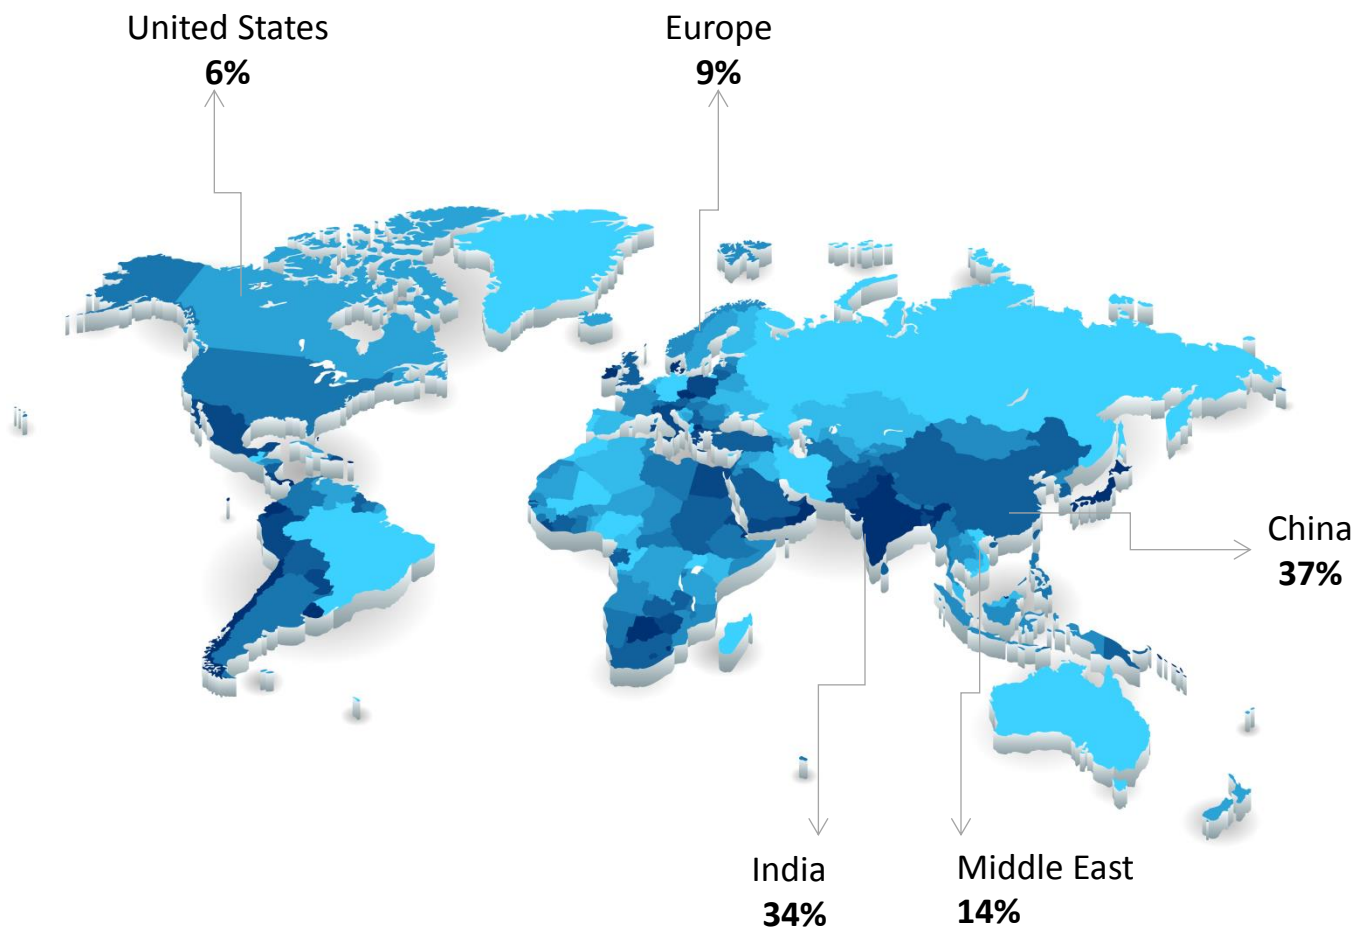 United States
6%
Europe
9%
China
37%
India
34%
Middle East
14%